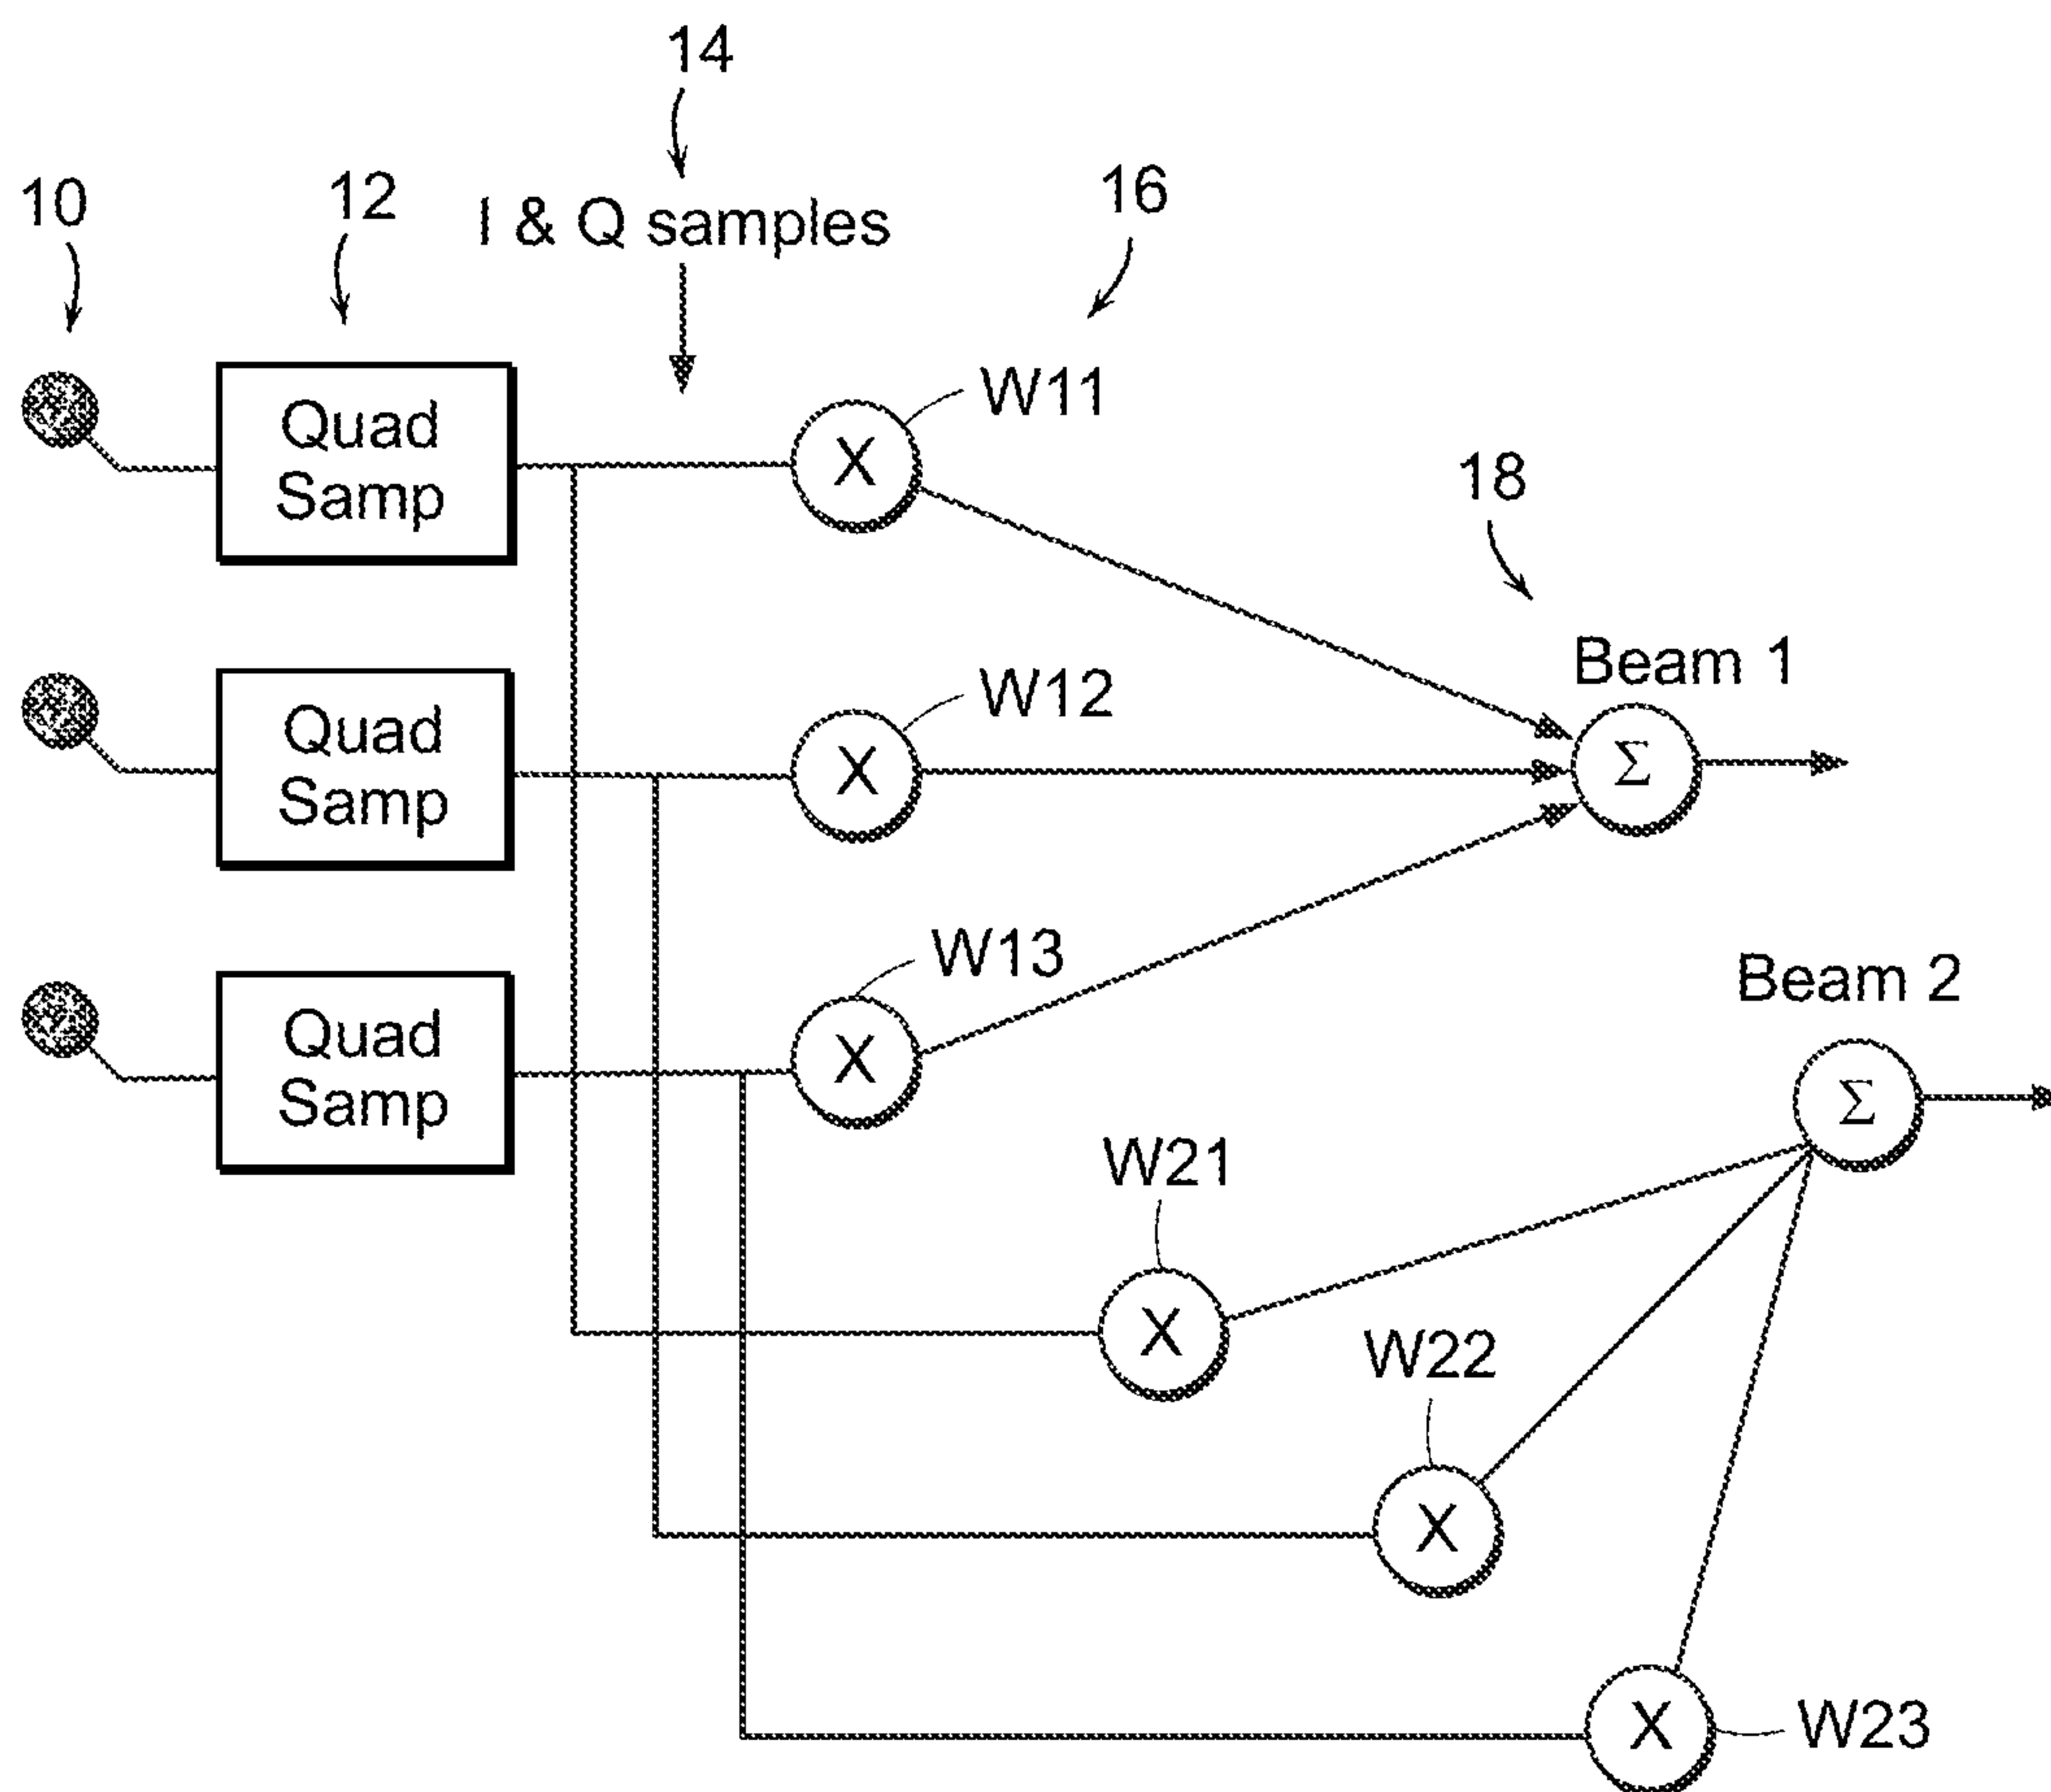 14
10
12
I & Q samples
16
Quad
Samp
X
W11
18
Quad
Samp
X
W12
Beam 1
Σ
Quad
Samp
X
W13
Beam 2
Σ
W21
X
W22
X
X
W23